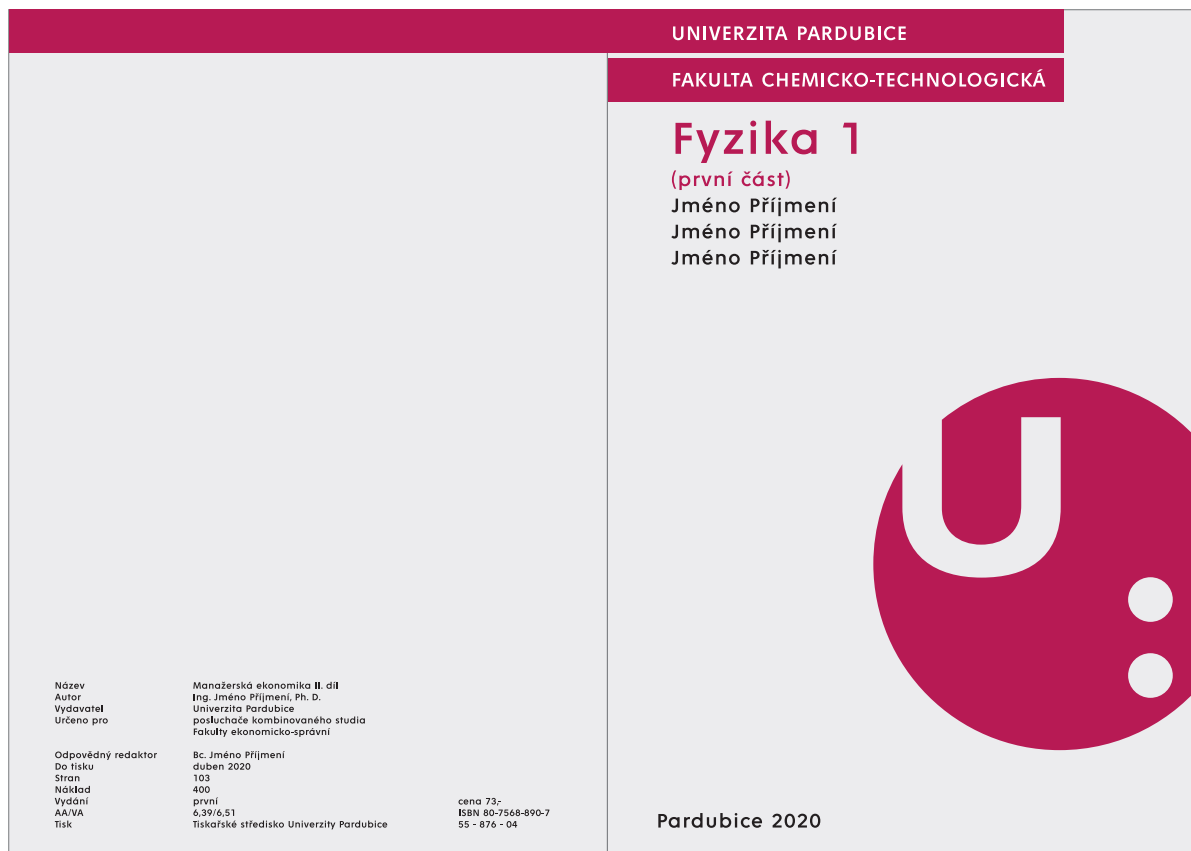 UNIVERZITA PARDUBICE
FAKULTA CHEMICKO-TECHNOLOGICKÁ
Fyzika 1
(první část)
Jméno Příjmení
Jméno Příjmení
Jméno Příjmení
U:
Pardubice 2020
Název Manažerská ekonomika II. díl
Autor Ing. Jméno Příjmení, Ph. D.
Vydavatel Univerzita Pardubice
Určeno pro posluchače kombinovaného studia
Fakulty ekonomicko-správní
Odpovědný redaktor Bc. Jméno Příjmení
Do tisku duben 2020
Stran 103
Náklad 400
Vydání první cena 73,-
AA/VA 6,39/6,51 ISBN 80-7568-890-7
Tisk Tiskařské středisko Univerzity Pardubice 55 - 876 - 04